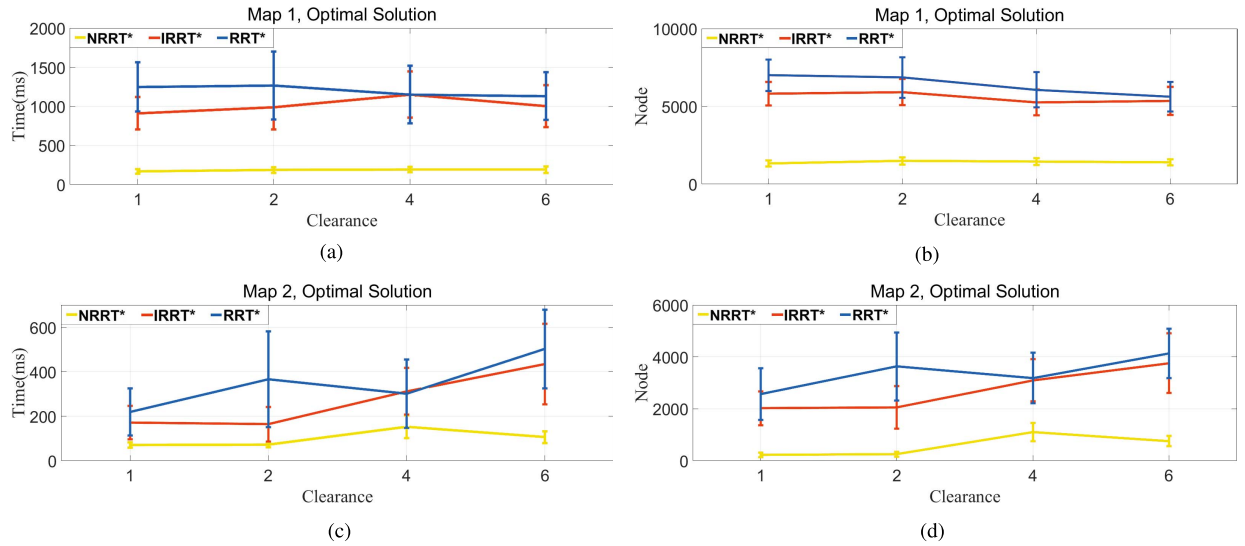 Map 1, Optimal Solution
NRRT* IRRT* RRT*
2000
1500
1000
500
0
Time(ms)
1 2 4 6
Clearance
(a)
Map 1, Optimal Solution
NRRT* IRRT* RRT*
10000
5000
0
Node
1 2 4 6
Clearance
(b)
Map 2, Optimal Solution
NRRT* IRRT* RRT*
600
400
200
0
Time(ms)
1 2 4 6
Clearance
(c)
Map 2, Optimal Solution
NRRT* IRRT* RRT*
6000
4000
2000
0
Node
1 2 4 6
Clearance
(d)